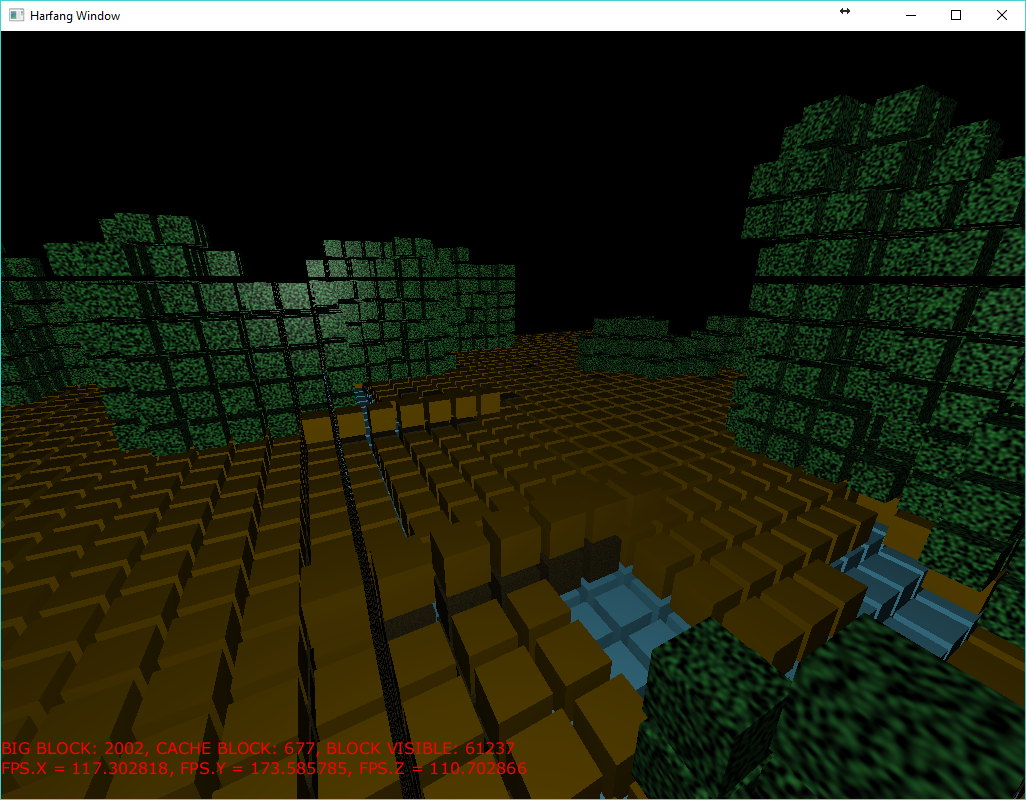 Harfang Window
BIG BLOCK: 2002, CACHE BLOCK: 677, BLOCK VISIBLE: 61237
FPS.X = 117.302818, FPS.Y = 173.585785, FPS.Z = 110.702866